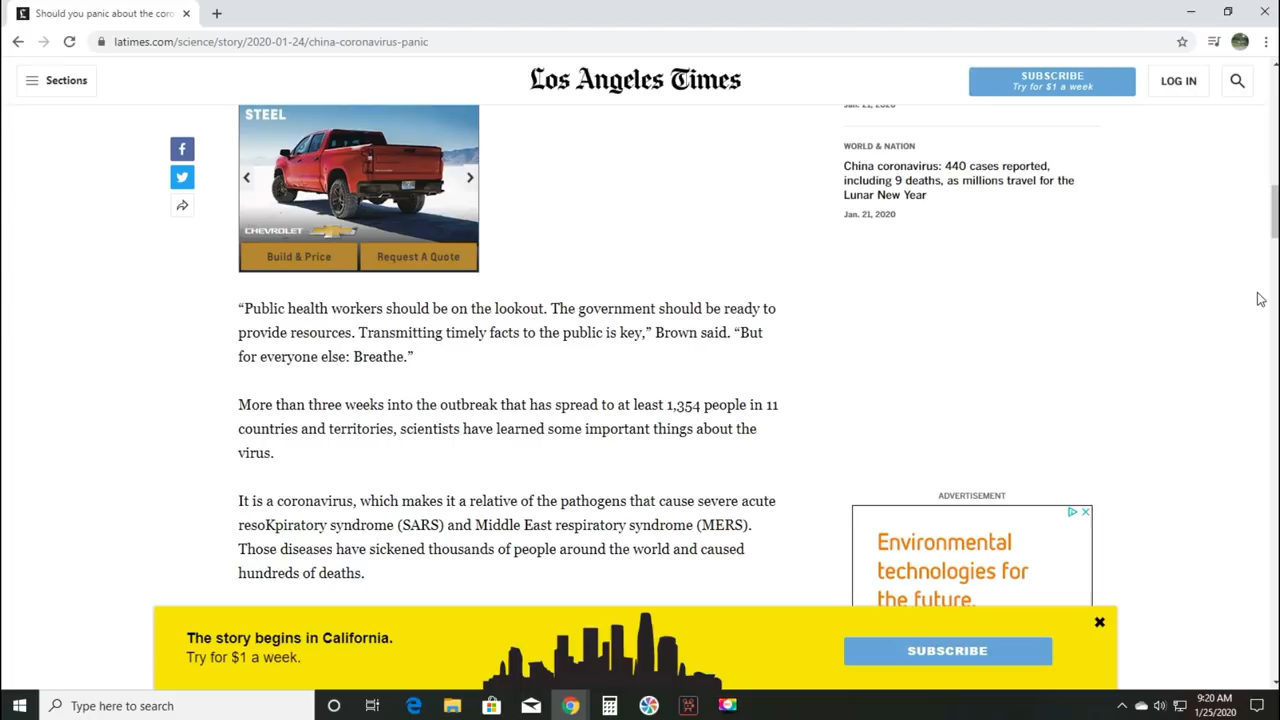 Should you panic about the coro
latimes.com/science/story/2020-01-24/china-coronavirus-panic
Sections
Los Angeles Times
SUBSCRIBE
Try for $1 a week
LOG IN
STEEL
CHEVROLET
Build & Price
Request A Quote
Jan. 21, 2020
WORLD & NATION
China coronavirus: 440 cases reported,
including 9 deaths, as millions travel for the
Lunar New Year
Jan. 21, 2020
“Public health workers should be on the lookout. The government should be ready to
provide resources. Transmitting timely facts to the public is key,” Brown said. “But
for everyone else: Breathe.”
More than three weeks into the outbreak that has spread to at least 1,354 people in 11
countries and territories, scientists have learned some important things about the
virus.
It is a coronavirus, which makes it a relative of the pathogens that cause severe acute
resoKpiratory syndrome (SARS) and Middle East respiratory syndrome (MERS).
Those diseases have sickened thousands of people around the world and caused
hundreds of deaths.
ADVERTISEMENT
Environmental
technologies for
the future.
The story begins in California.
Try for $1 a week.
SUBSCRIBE
Type here to search
9:20 AM
1/25/2020